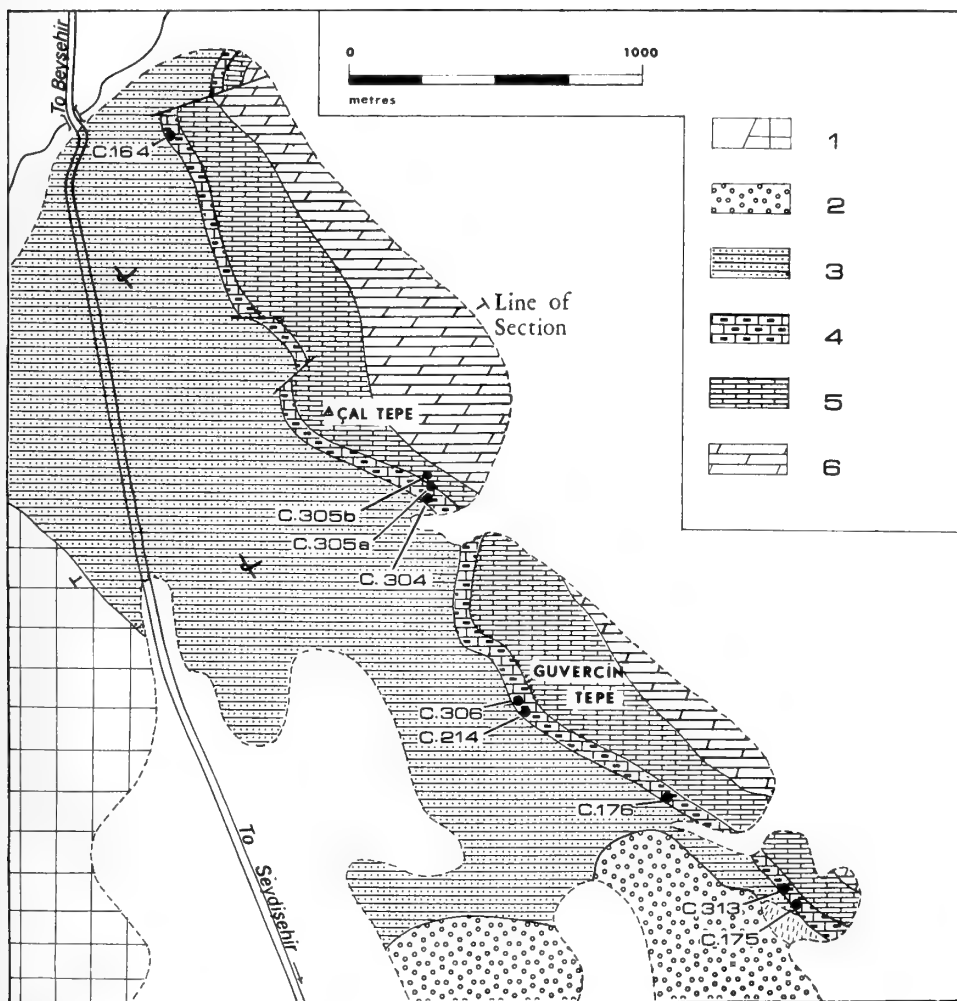 To Beyşehir
0 1000
metres
1
2
3
4
5
6
C.164
Line of
Section
ÇAL TEPE
C.305b
C.305a
C.304
GUVERCİN
TEPE
C.306
C.214
C.176
To Seydişehir
C.313
C.175